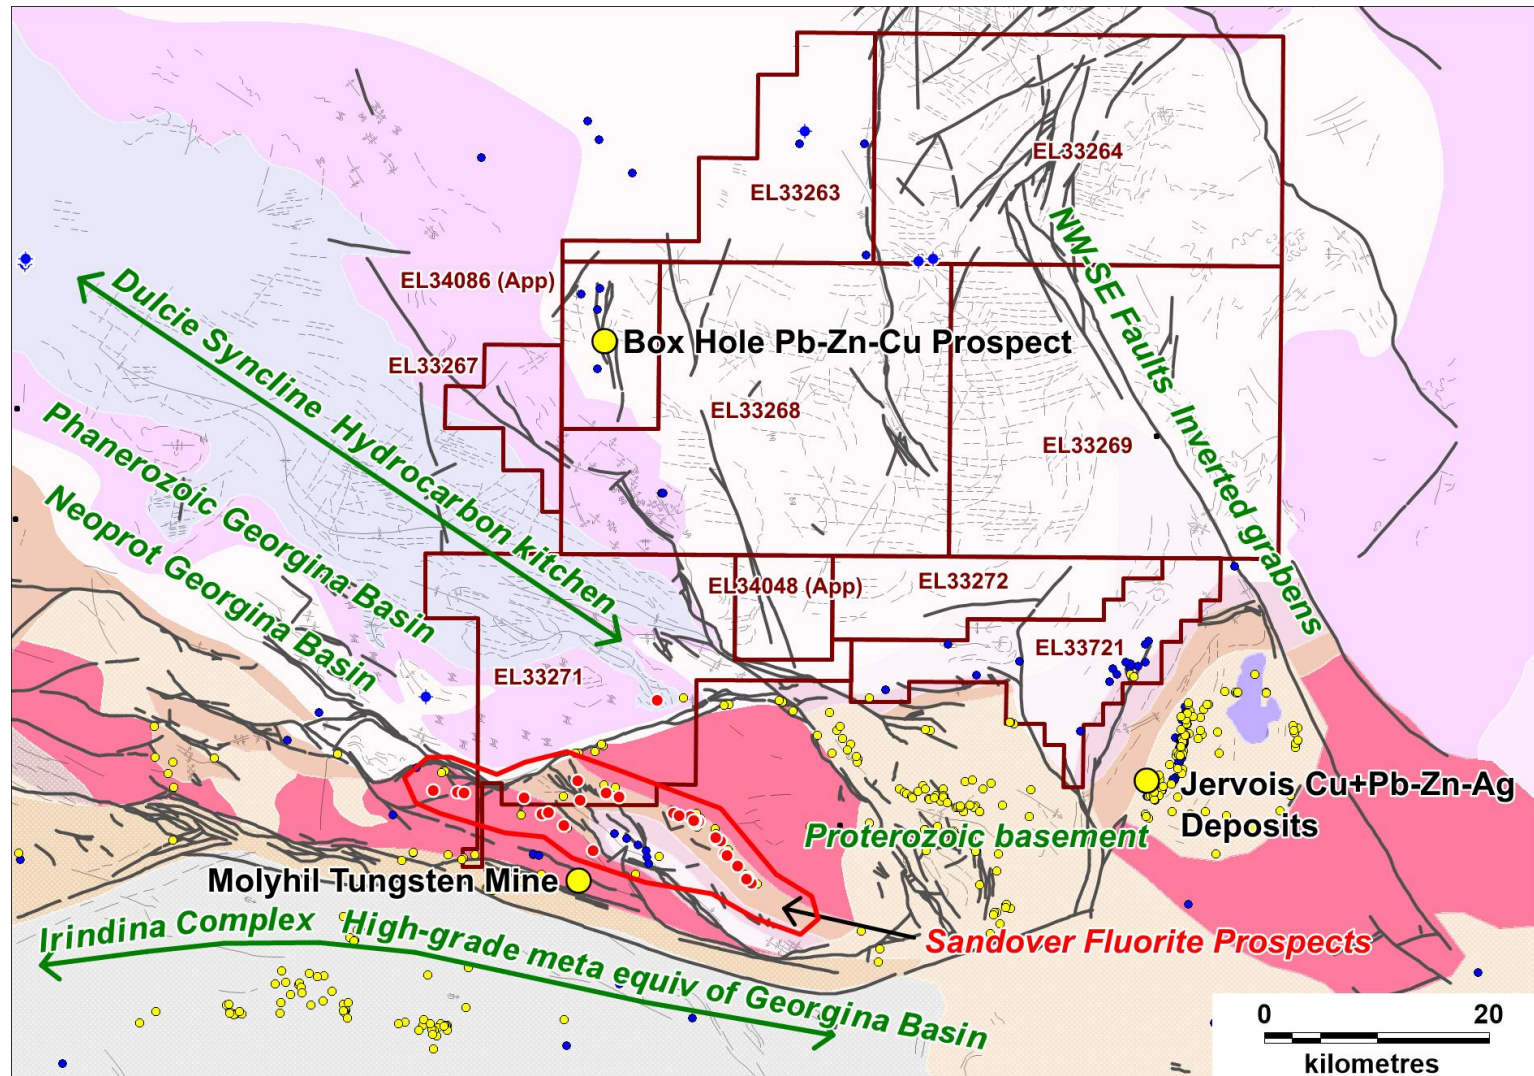 EL33264
EL33263
NW-SE Faults Inverted grabens
EL34086 (App)
Dulcie Syncline Hydrocarbon kitchen
Box Hole Pb-Zn-Cu Prospect
EL33267
EL33268
EL33269
Phanerozoic Georgina Basin
Neoprot Georgina Basin
EL34048 (App)
EL33272
EL33271
EL33721
Jervois Cu+Pb-Zn-Ag
Deposits
Proterozoic basement
Molyhil Tungsten Mine
Sandover Fluorite Prospects
Irindina Complex High-grade meta equiv of Georgina Basin
0 20
kilometres